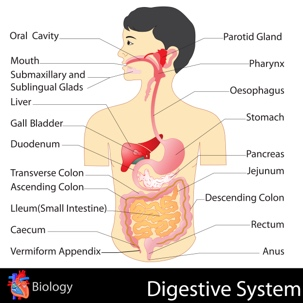 Oral Cavity
Mouth
Submaxillary and
Sublingual Glads
Liver
Gall Bladder
Duodenum
Transverse Colon
Ascending Colon
Lleum(Small Intestine)
Caecum
Vermiform Appendix
Parotid Gland
Pharynx
Oesophagus
Stomach
Pancreas
Jejunum
Descending Colon
Rectum
Anus
Biology
Digestive System